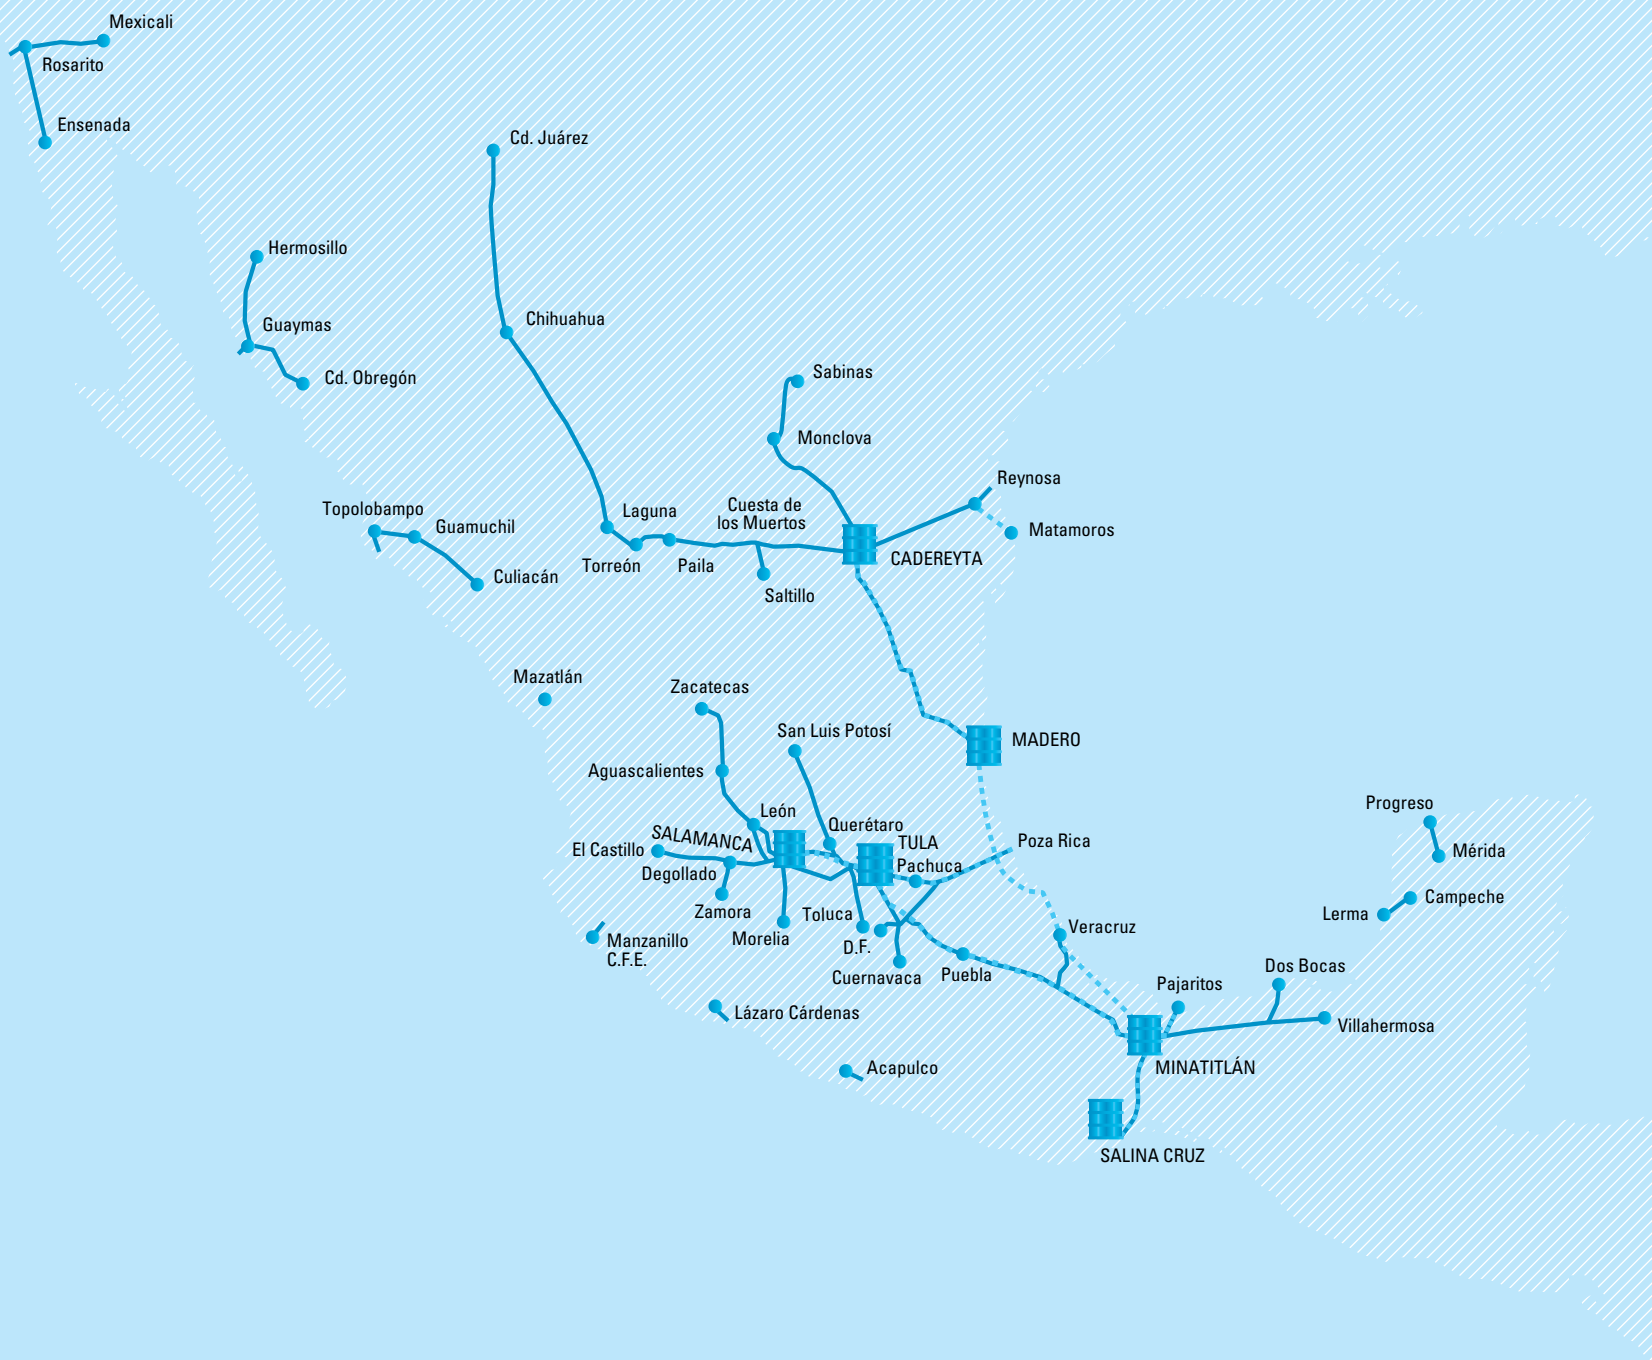 Mexicali
Rosarito
Ensenada
Cd. Juárez
Hermosillo
Guaymas
Chihuahua
Cd. Obregón
Sabinas
Monclova
Reynosa
Cuesta de
los Muertos
Topolobampo
Laguna
Guamuchil
Matamoros
CADEREYTA
Torreón
Paila
Culiacán
Saltillo
Mazatlán
Zacatecas
San Luis Potosí
MADERO
Aguascalientes
Progreso
León
Querétaro
SALAMANCA
TULA
Poza Rica
El Castillo
Mérida
Pachuca
Degollado
Campeche
Zamora
Toluca
Lerma
Veracruz
Morelia
Manzanillo
C.F.E.
D.F.
Dos Bocas
Cuernavaca
Puebla
Pajaritos
Lázaro Cárdenas
Villahermosa
Acapulco
MINATITLÁN
SALINA CRUZ